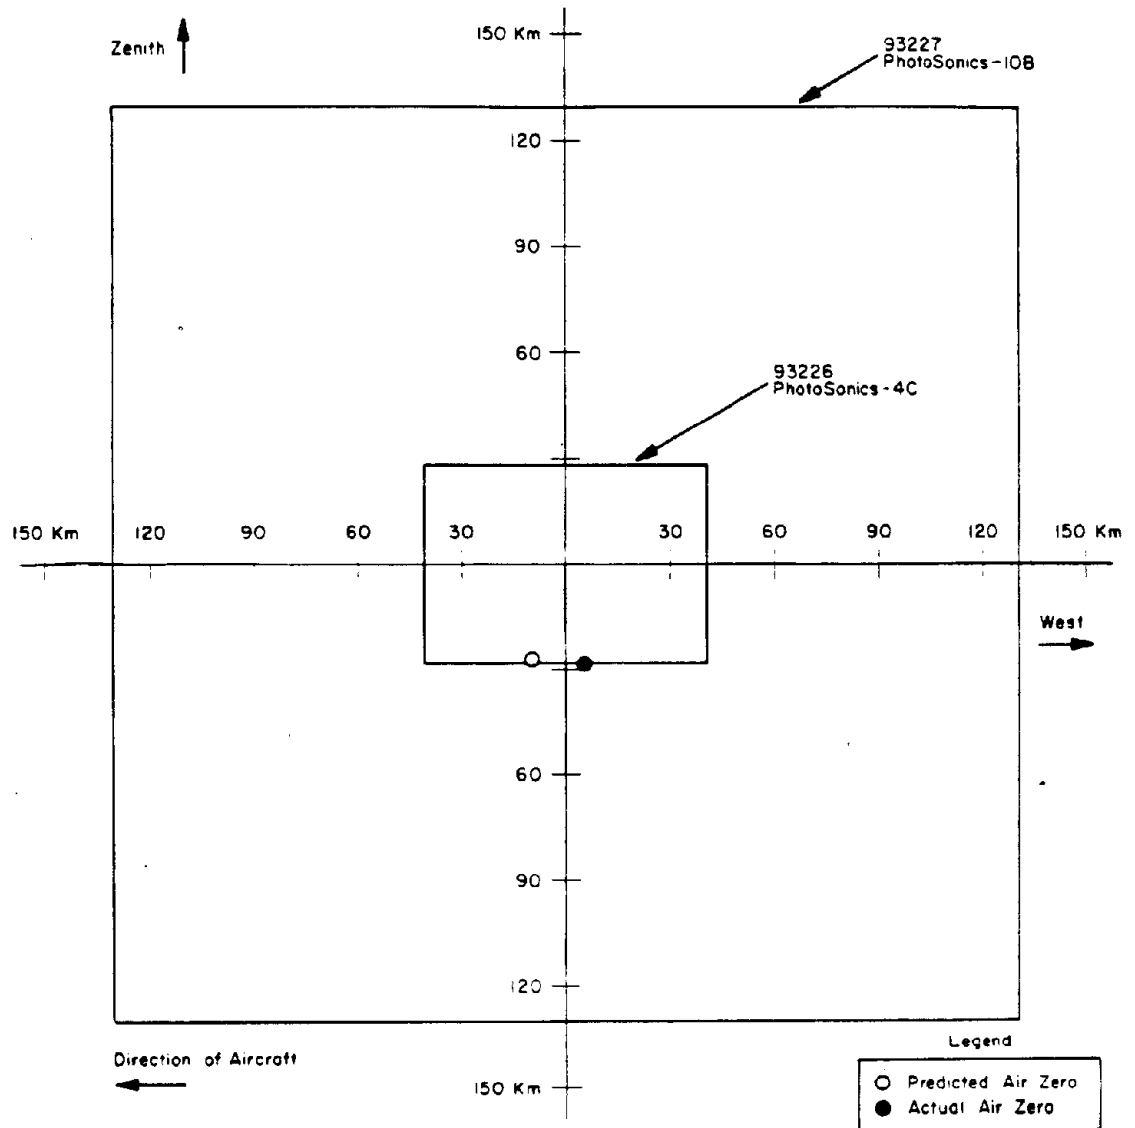 150 Km
Zenith
93227
PhotoSonics-10B
120
90
60
93226
PhotoSonics-4C
150 Km 120 90 60 30 30 60 90 120 150 Km
West
60
90
120
Direction of Aircraft
150 Km
Legend
Predicted Air Zero
Actual Air Zero